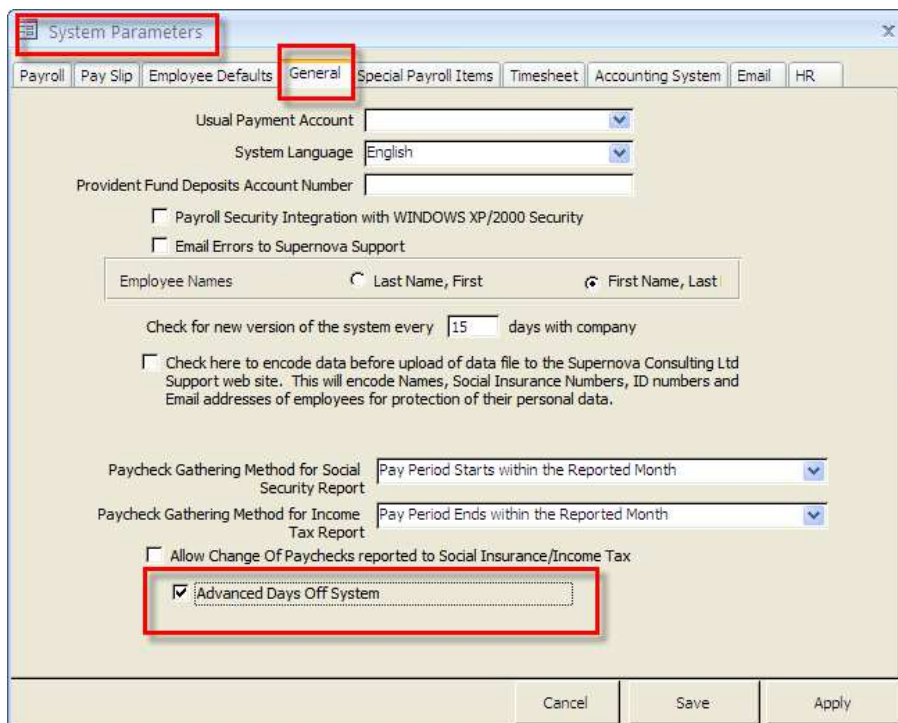 System Parameters
Payroll Pay Slip Employee Defaults General Special Payroll Items Timesheet Accounting System Email HR
Usual Payment Account
System Language English
Provident Fund Deposits Account Number
Payroll Security Integration with WINDOWS XP/2000 Security
Email Errors to Supernova Support
Employee Names Last Name, First First Name, Last
Check for new version of the system every 15 days with company
Check here to encode data before upload of data file to the Supernova Consulting Ltd
Support web site. This will encode Names, Social Insurance Numbers, ID numbers and
Email addresses of employees for protection of their personal data.
Paycheck Gathering Method for Social Pay Period Starts within the Reported Month
Security Report
Paycheck Gathering Method for Income Pay Period Ends within the Reported Month
Tax Report
Allow Change Of Paychecks reported to Social Insurance/Income Tax
Advanced Days Off System
Cancel Save Apply